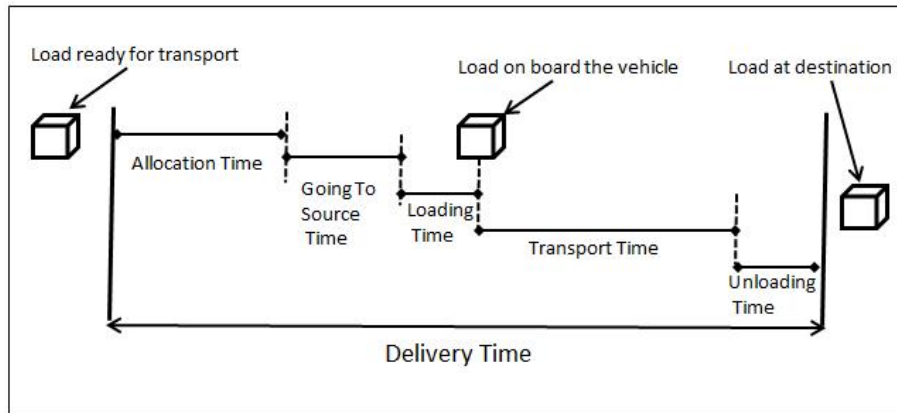 Load ready for transport
Load on board the vehicle
Load at destination
Allocation Time
Going To
Source
Time
Loading
Time
Transport Time
Unloading
Time
Delivery Time